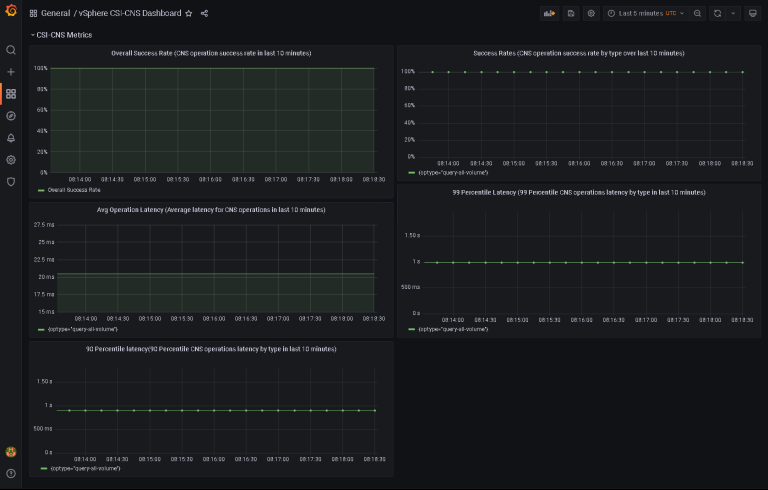 General / vSphere CSI-CNS Dashboard
Last 6 minutes UTC
CSI-CNS Metrics
Overall Success Rate (CNS operation success rate in last 10 minutes)
100%
80%
60%
40%
20%
0%
08:14:00 08:14:30 08:15:00 08:15:30 08:16:00 08:16:30 08:17:00 08:17:30 08:18:00 08:18:30
Overall Success Rate
Success Rates (CNS operation success rate by type over last 10 minutes)
100%
80%
60%
40%
20%
0%
08:14:00 08:14:30 08:15:00 08:15:30 08:16:00 08:16:30 08:17:00 08:17:30 08:18:00 08:18:30
{optype="query-all-volume"}
Avg Operation Latency (Average latency for CNS operations in last 10 minutes)
27.5 ms
25 ms
22.5 ms
20 ms
17.5 ms
15 ms
08:14:00 08:14:30 08:15:00 08:15:30 08:16:00 08:16:30 08:17:00 08:17:30 08:18:00 08:18:30
{optype="query-all-volume"}
99 Percentile Latency (99 Percentile CNS operations latency by type in last 10 minutes)
1.50 s
1 s
500 ms
0 s
08:14:00 08:14:30 08:15:00 08:15:30 08:16:00 08:16:30 08:17:00 08:17:30 08:18:00 08:18:30
{optype="query-all-volume"}
90 Percentile latency(90 Percentile CNS operations latency by type in last 10 minutes)
1.50 s
1 s
500 ms
0 s
08:14:00 08:14:30 08:15:00 08:15:30 08:16:00 08:16:30 08:17:00 08:17:30 08:18:00 08:18:30
{optype="query-all-volume"}